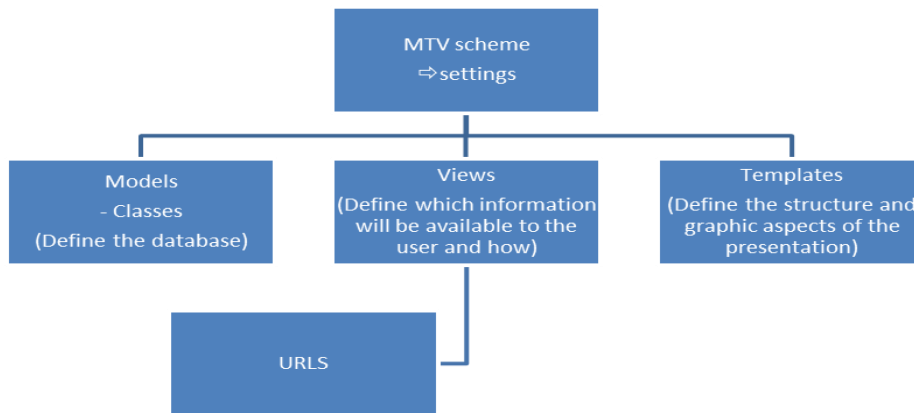 MTV scheme
⇨settings
Models
- Classes
(Define the database)
Views
(Define which information
will be available to the
user and how)
Templates
(Define the structure and
graphic aspects of the
presentation)
URLS